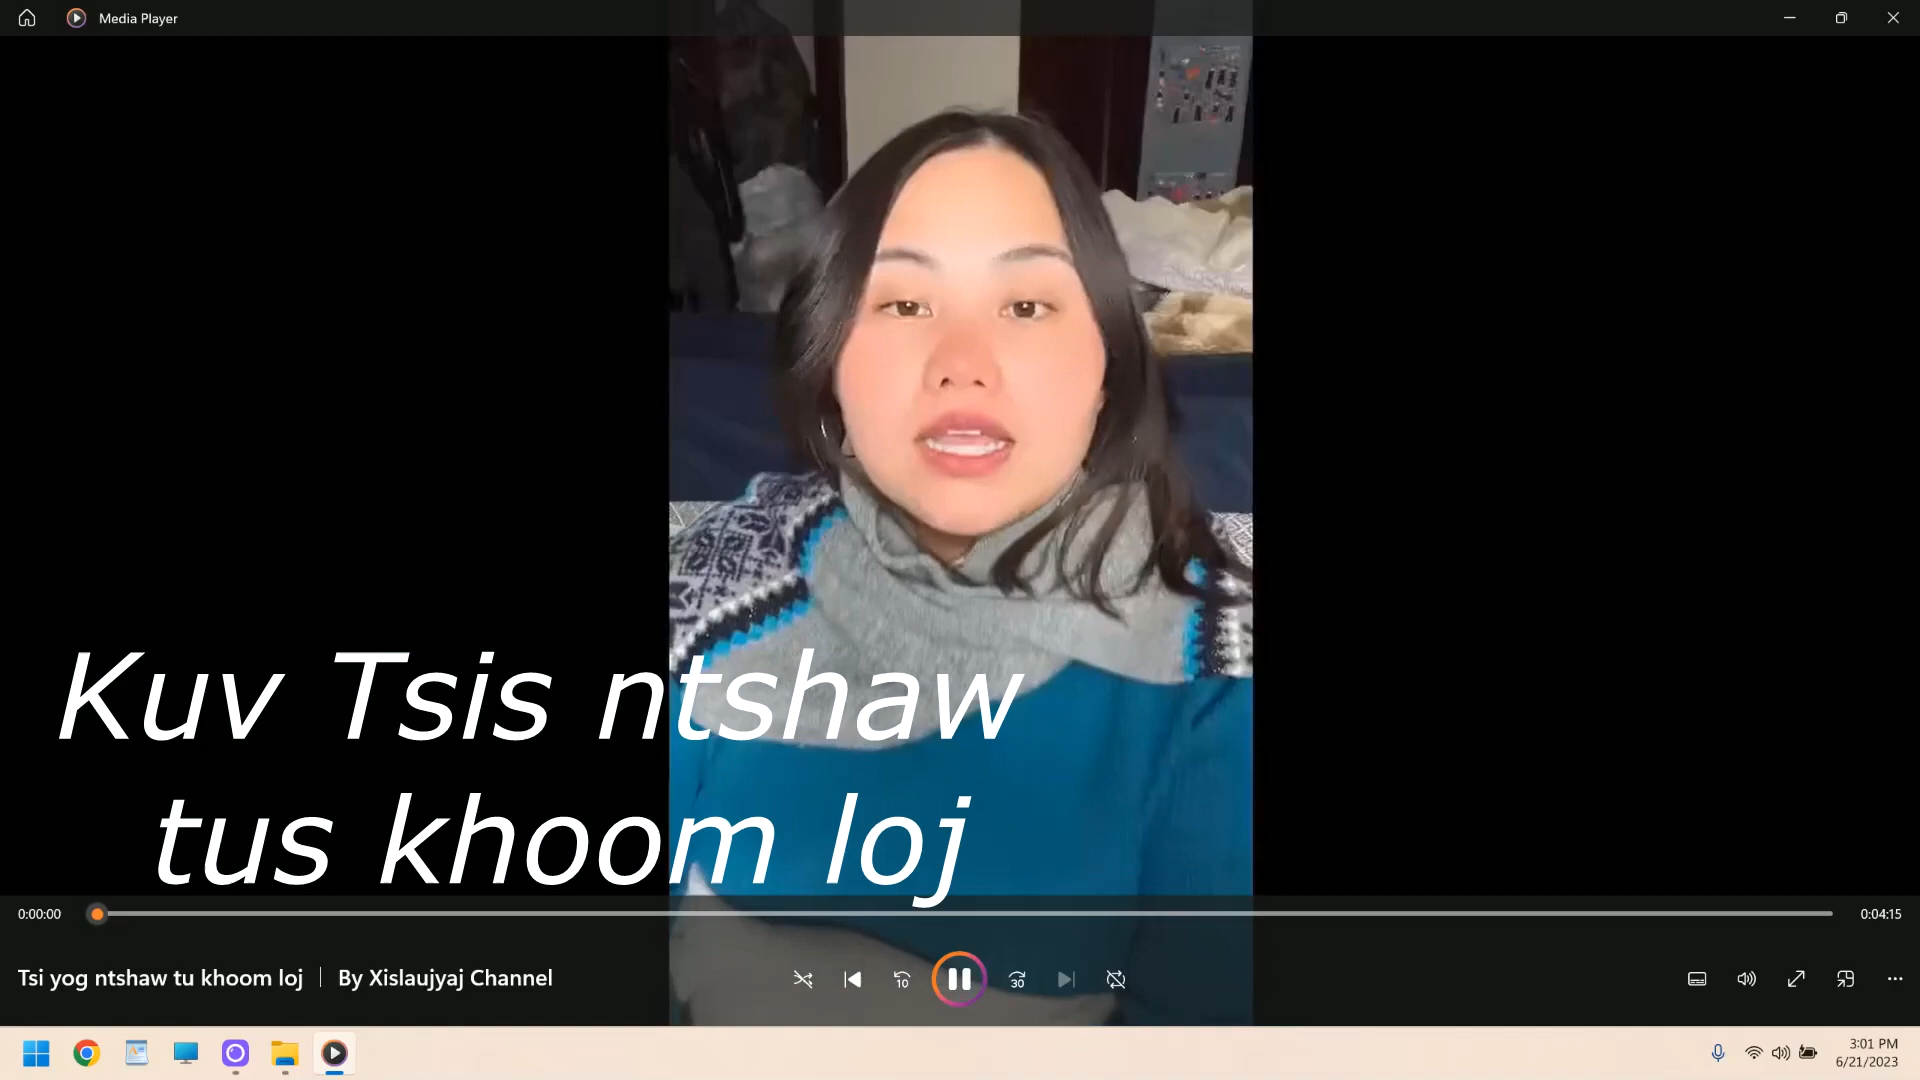 Media Player
Kuv Tsis ntshaw
tus khoom loj
0:00:00
0:04:15
Tsi yog ntshaw tu khoom loj | By Xislaujyaj Channel
10
30
3:01 PM
6/21/2023